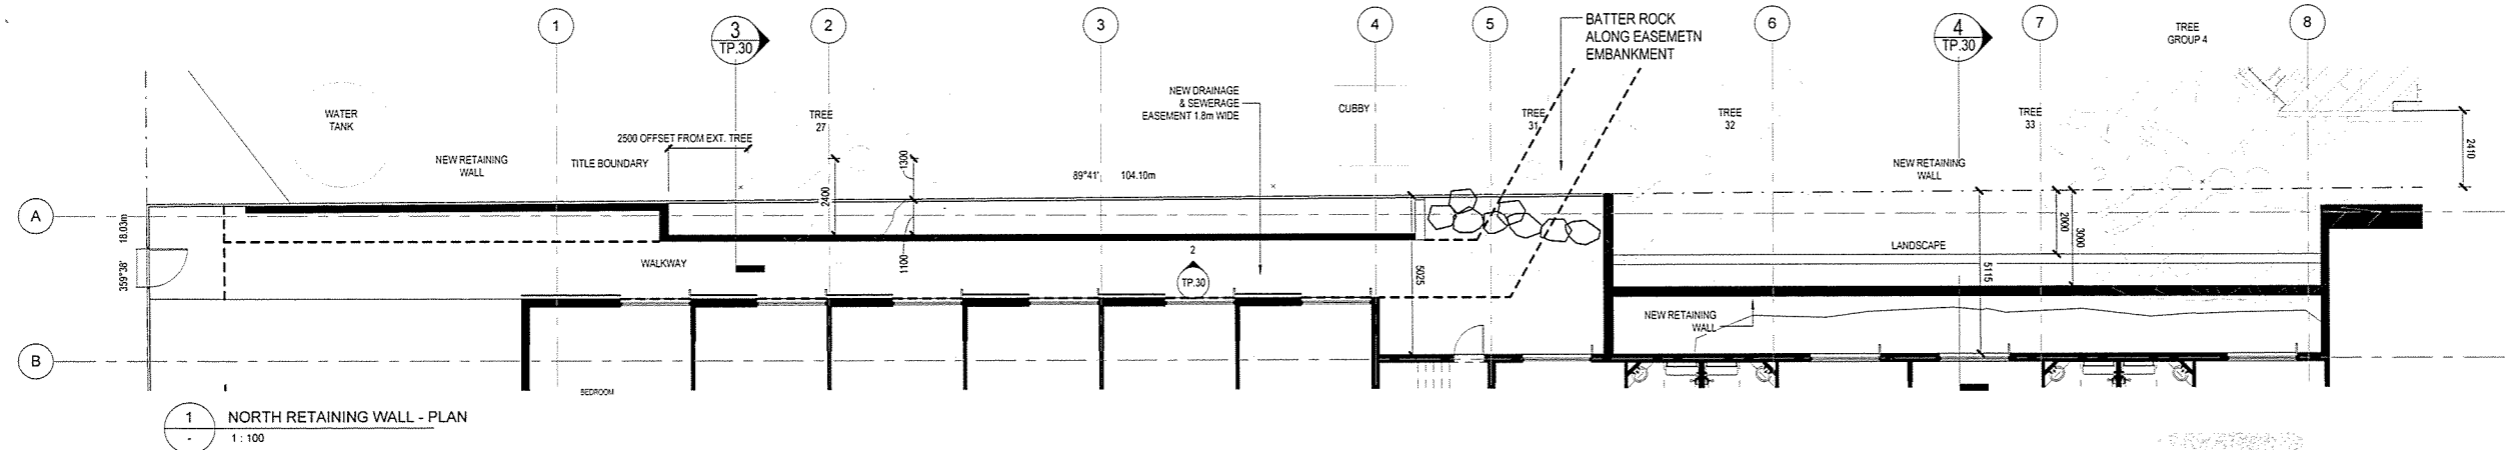 1
3
TP.30
2
3
4
5
BATTER ROCK
ALONG EASEMETN
EMBANKMENT
6
4
TP.30
7
TREE
GROUP 4
8
WATER
TANK
NEW RETAINING
WALL
TITLE BOUNDARY
2500 OFFSET FROM EXT. TREE
TREE
27
2400
1300
1100
NEW DRAINAGE
& SEWERAGE
EASEMENT 1.8m WIDE
89°41'
104.10m
CUBBY
TREE
31
TREE
32
NEW RETAINING
WALL
TREE
33
2410
A
18.03m
359°38'
WALKWAY
2
TP.30
5025
LANDSCAPE
5115
2000
3000
NEW RETAINING
WALL
B
BEDROOM
1
-
NORTH RETAINING WALL - PLAN
1 : 100